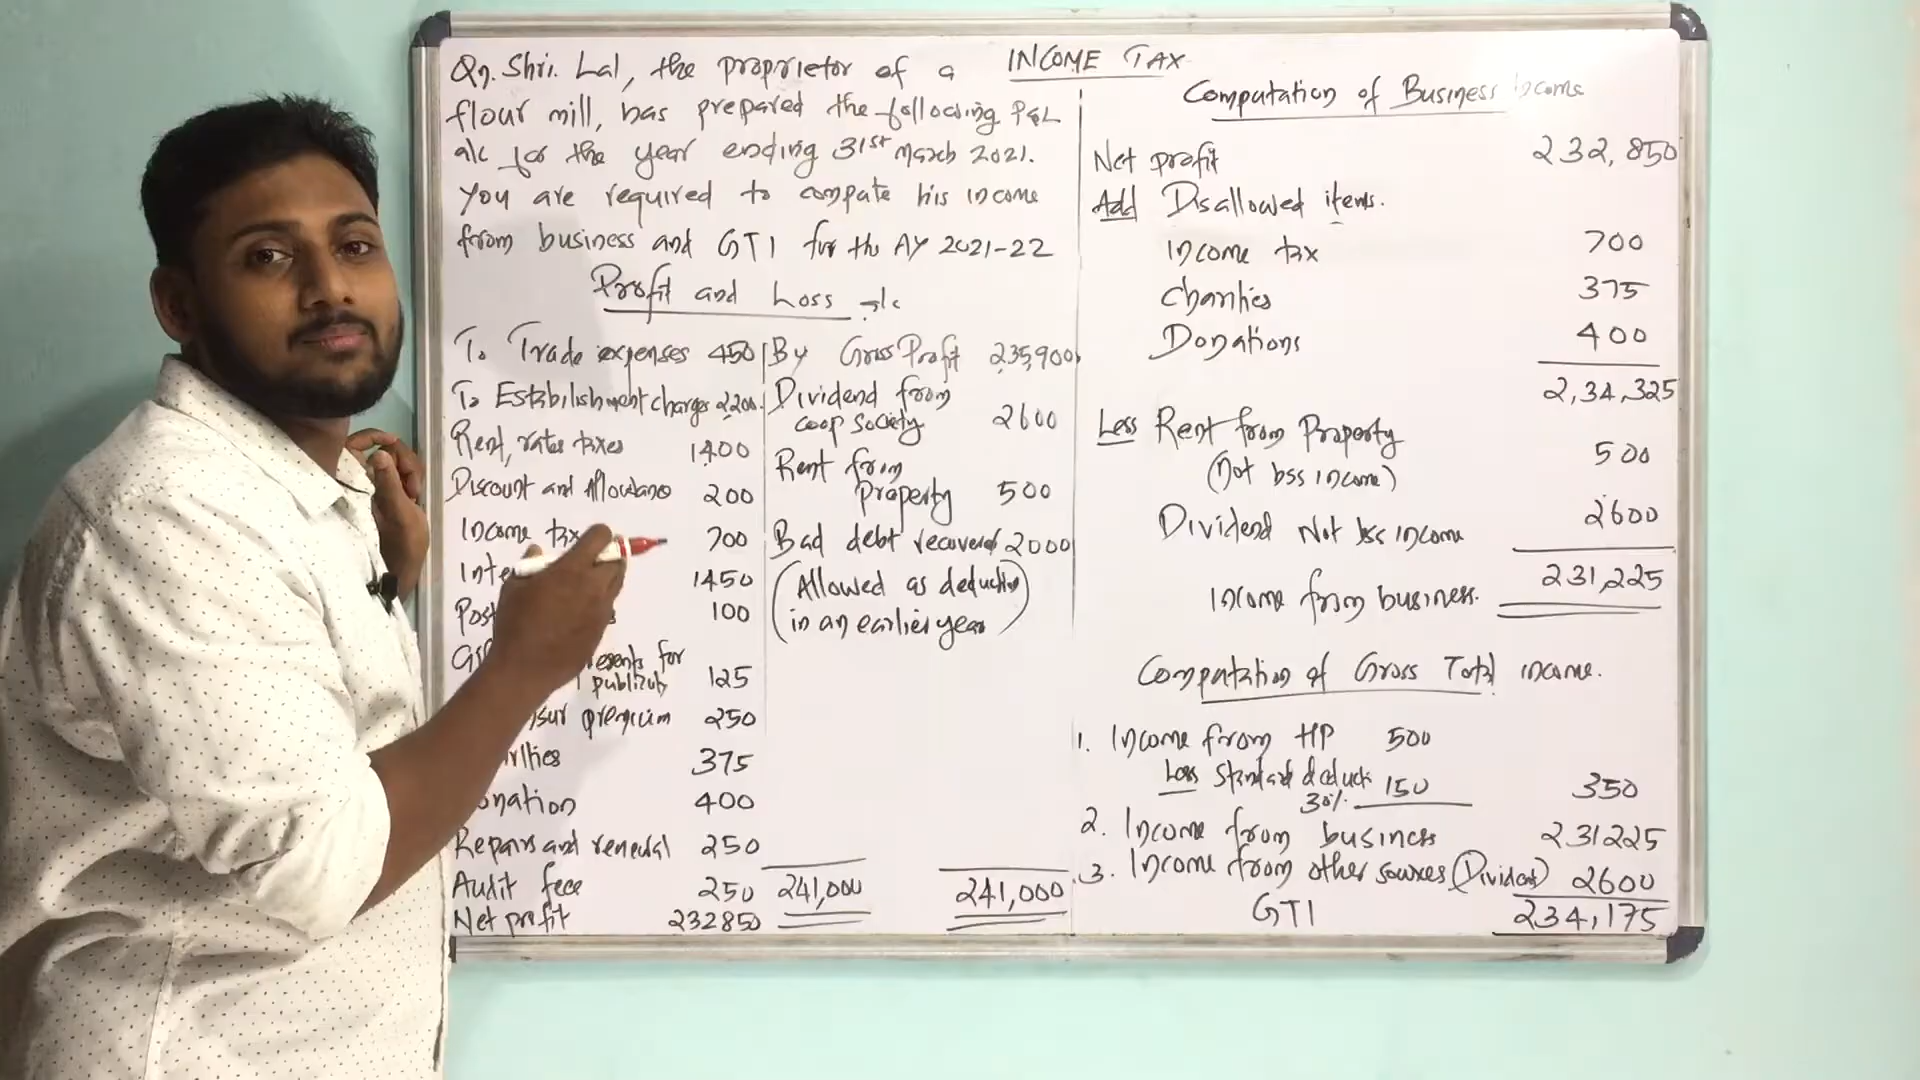 Qn. Shri. Lal, the proprietor of a
flour mill, has prepared the following P&L
a/c for the year ending 31st March 2021.
You are required to compute his income
from business and GTI for the AY 2021-22
Profit and Loss a/c
To Trade expenses 450
To Establishment charges 2200.
Rent, rates taxes 1400
Discount and Allowance 200
Income tax 700
1450
100
presents for
publicity 125
premium 250
375
400
Repairs and renewal 250
Audit fees 250 241,000
Net profit 232850
By Gross Profit 235,900
Dividend from
coop society 2600
Rent from
property 500
Bad debt recovered 2000
(Allowed as deduction
in an earlier year)
241,000
INCOME TAX
Computation of Business Income
Net profit 232,850
Add Disallowed items.
Income tax 700
Charities 375
Donations 400
2,34,325
Less Rent from Property
(Not bss income) 500
Dividend Not bss income 2600
Income from business. 231,225
Computation of Gross Total income.
1. Income from HP 500
Less Standard deducti 150 350
30%.
2. Income from business 231225
3. Income from other sources (Dividend) 2600
GTI 234,175